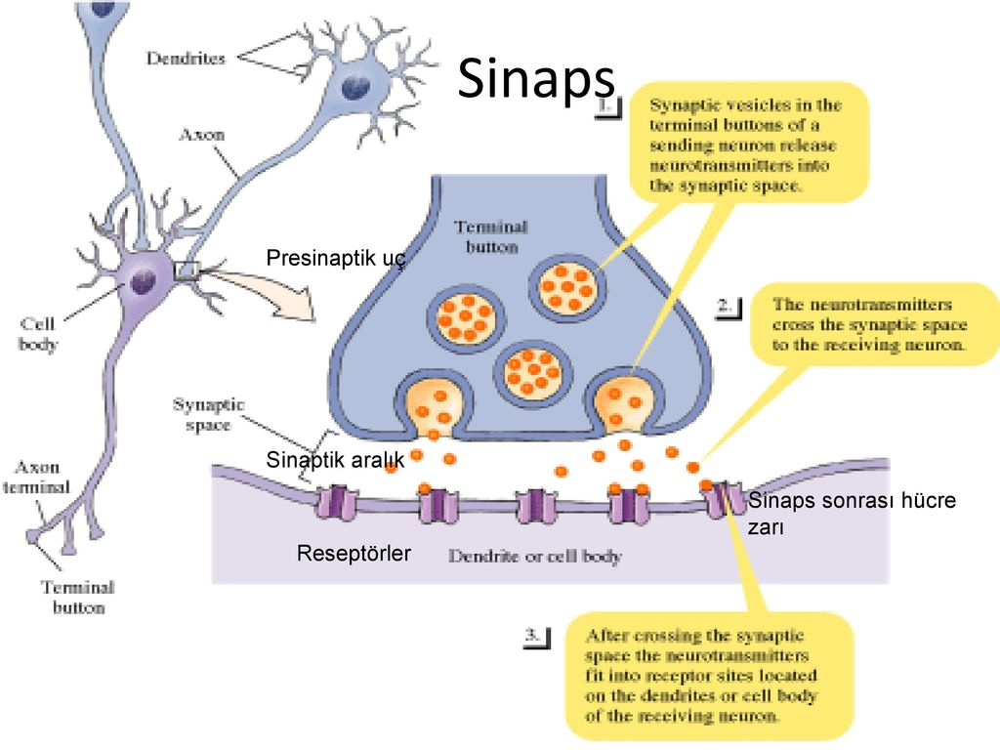 Sinaps
Dendrites
Axon
Cell
body
Axon
terminal
Terminal
button
Presinaptik uç
Terminal
button
Synaptic
space
Sinaptik aralık
Reseptörler
Dendrite or cell body
Sinaps sonrası hücre
zarı
1.
Synaptic vesicles in the
terminal buttons of a
sending neuron release
neurotransmitters into
the synaptic space.
2.
The neurotransmitters
cross the synaptic space
to the receiving neuron.
3.
After crossing the synaptic
space the neurotransmitters
fit into receptor sites located
on the dendrites or cell body
of the receiving neuron.